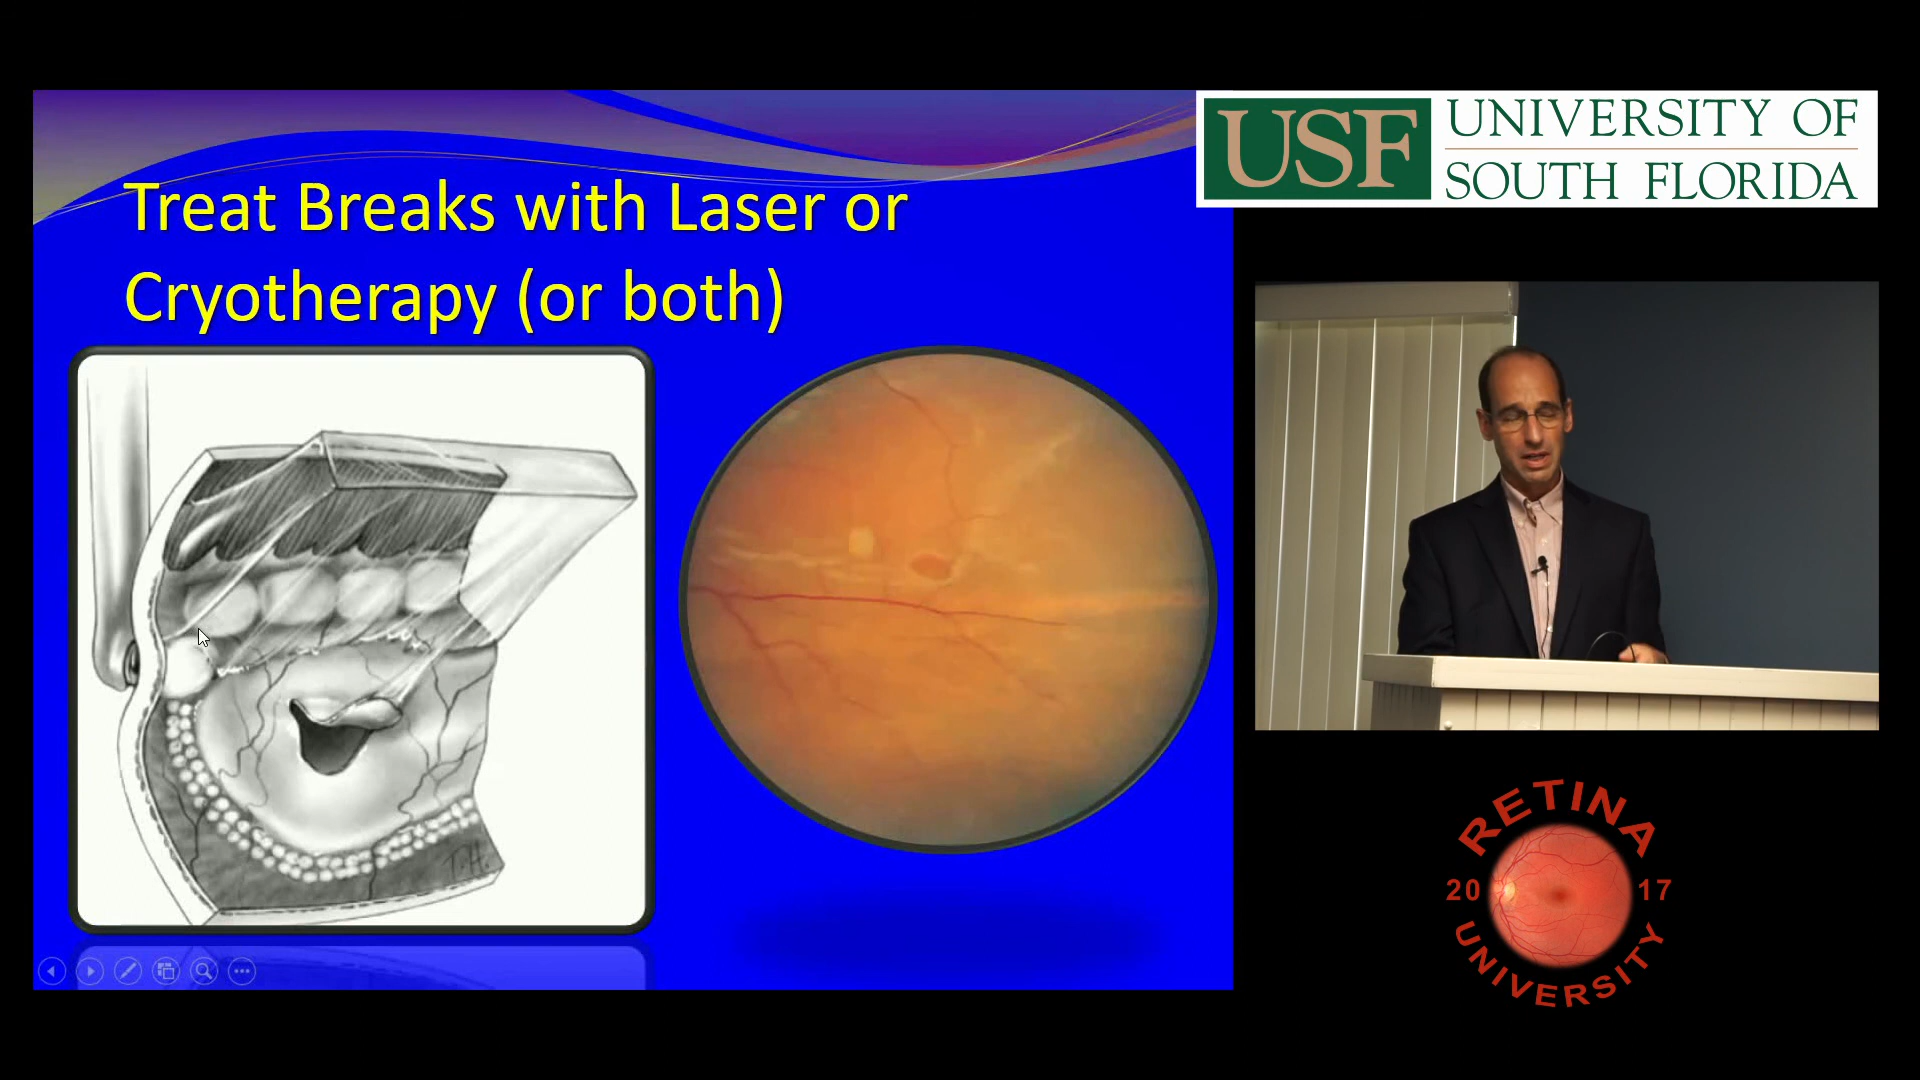 Treat Breaks with Laser or
Cryotherapy (or both)
USF
UNIVERSITY OF
SOUTH FLORIDA
T.H.
RETINA
20 17
UNIVERSITY